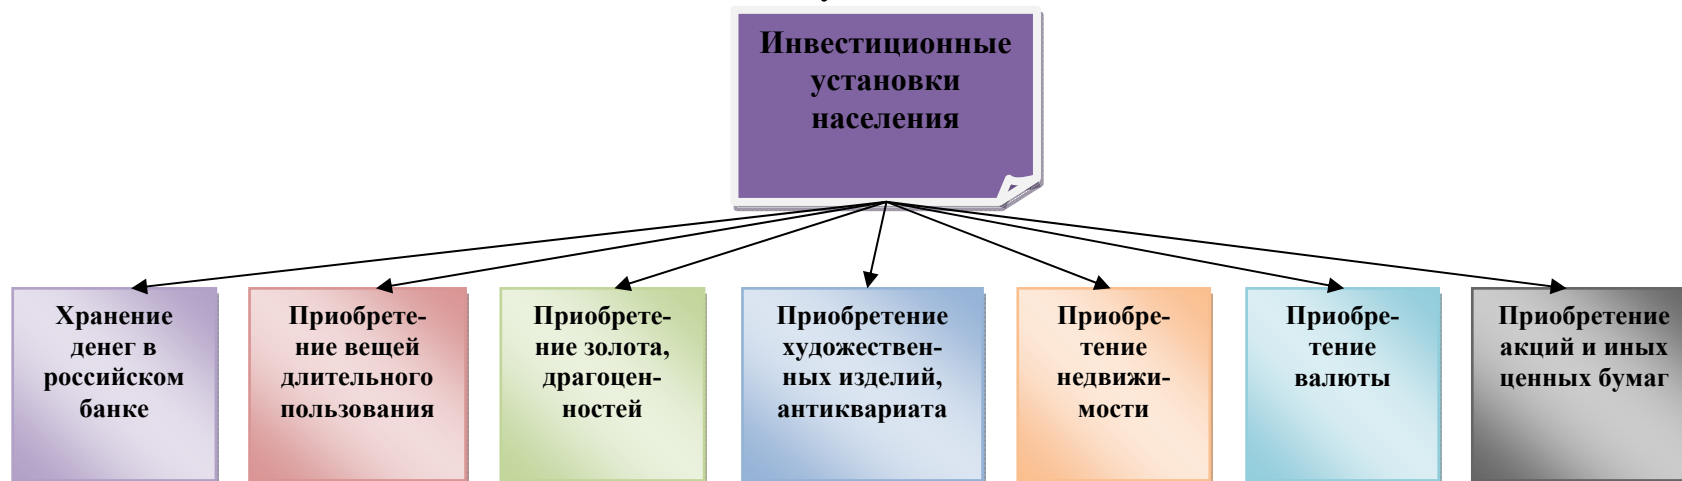 Инвестиционные
установки
населения
Хранение
денег в
российском
банке
Приобрете-
ние вещей
длительного
пользования
Приобрете-
ние золота,
драгоцен-
ностей
Приобретение
художествен-
ных изделий,
антиквариата
Приобре-
тение
недвижи-
мости
Приобре-
тение
валюты
Приобретение
акций и иных
ценных бумаг